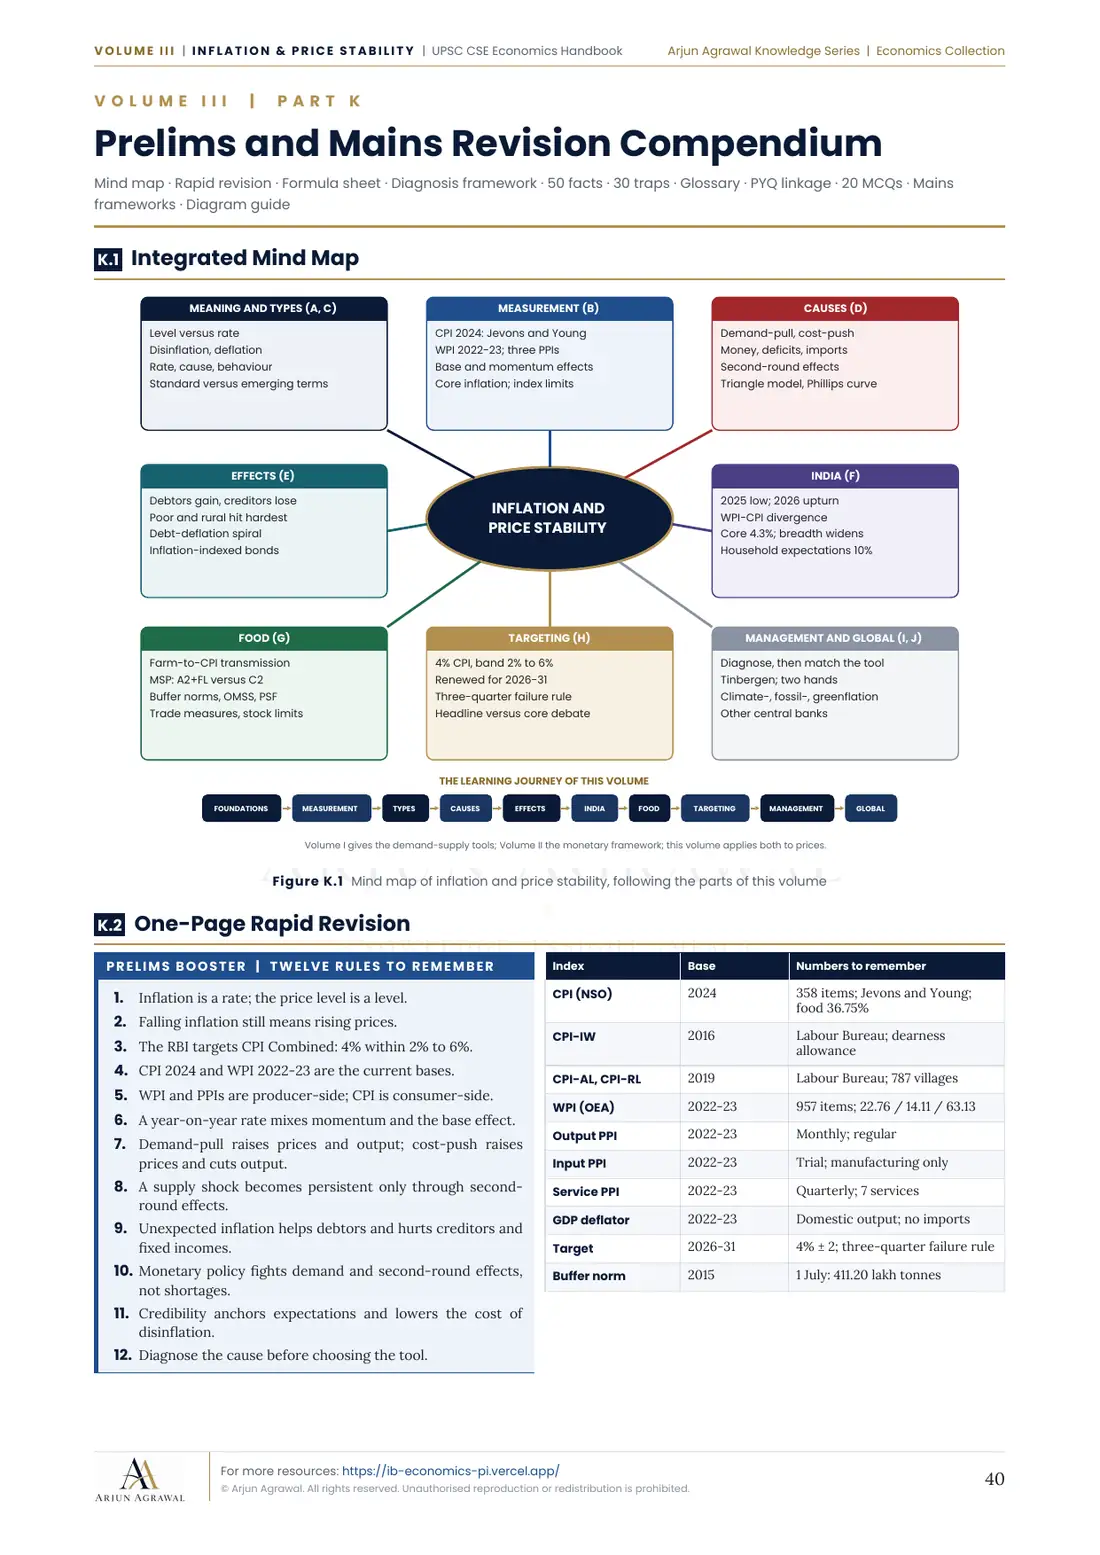 VOLUME III | INFLATION & PRICE STABILITY | UPSC CSE Economics Handbook
Arjun Agrawal Knowledge Series | Economics Collection
VOLUME III | PART K
Prelims and Mains Revision Compendium
Mind map · Rapid revision · Formula sheet · Diagnosis framework · 50 facts · 30 traps · Glossary · PYQ linkage · 20 MCQs · Mains
frameworks · Diagram guide
K.1 Integrated Mind Map
MEANING AND TYPES (A, C)
Level versus rate
Disinflation, deflation
Rate, cause, behaviour
Standard versus emerging terms
MEASUREMENT (B)
CPI 2024: Jevons and Young
WPI 2022-23; three PPIs
Base and momentum effects
Core inflation; index limits
CAUSES (D)
Demand-pull, cost-push
Money, deficits, imports
Second-round effects
Triangle model, Phillips curve
EFFECTS (E)
Debtors gain, creditors lose
Poor and rural hit hardest
Debt-deflation spiral
Inflation-indexed bonds
INFLATION AND
PRICE STABILITY
INDIA (F)
2025 low; 2026 upturn
WPI-CPI divergence
Core 4.3%; breadth widens
Household expectations 10%
FOOD (G)
Farm-to-CPI transmission
MSP: A2+FL versus C2
Buffer norms, OMSS, PSF
Trade measures, stock limits
TARGETING (H)
4% CPI, band 2% to 6%
Renewed for 2026-31
Three-quarter failure rule
Headline versus core debate
MANAGEMENT AND GLOBAL (I, J)
Diagnose, then match the tool
Tinbergen; two hands
Climate-, fossil-, greenflation
Other central banks
THE LEARNING JOURNEY OF THIS VOLUME
FOUNDATIONS MEASUREMENT TYPES CAUSES EFFECTS INDIA FOOD TARGETING MANAGEMENT GLOBAL
Volume I gives the demand-supply tools; Volume II the monetary framework; this volume applies both to prices.
Figure K.1 Mind map of inflation and price stability, following the parts of this volume
K.2 One-Page Rapid Revision
PRELIMS BOOSTER | TWELVE RULES TO REMEMBER
1. Inflation is a rate; the price level is a level.
2. Falling inflation still means rising prices.
3. The RBI targets CPI Combined: 4% within 2% to 6%.
4. CPI 2024 and WPI 2022-23 are the current bases.
5. WPI and PPIs are producer-side; CPI is consumer-side.
6. A year-on-year rate mixes momentum and the base effect.
7. Demand-pull raises prices and output; cost-push raises
prices and cuts output.
8. A supply shock becomes persistent only through second-
round effects.
9. Unexpected inflation helps debtors and hurts creditors and
fixed incomes.
10. Monetary policy fights demand and second-round effects,
not shortages.
11. Credibility anchors expectations and lowers the cost of
disinflation.
12. Diagnose the cause before choosing the tool.
Index Base Numbers to remember
CPI (NSO) 2024 358 items; Jevons and Young;
food 36.75%
CPI-IW 2016 Labour Bureau; dearness
allowance
CPI-AL, CPI-RL 2019 Labour Bureau; 787 villages
WPI (OEA) 2022-23 957 items; 22.76 / 14.11 / 63.13
Output PPI 2022-23 Monthly; regular
Input PPI 2022-23 Trial; manufacturing only
Service PPI 2022-23 Quarterly; 7 services
GDP deflator 2022-23 Domestic output; no imports
Target 2026-31 4% ± 2; three-quarter failure rule
Buffer norm 2015 1 July: 411.20 lakh tonnes
ARJUN AGRAWAL
For more resources: https://ib-economics-pi.vercel.app/
© Arjun Agrawal. All rights reserved. Unauthorised reproduction or redistribution is prohibited.
40